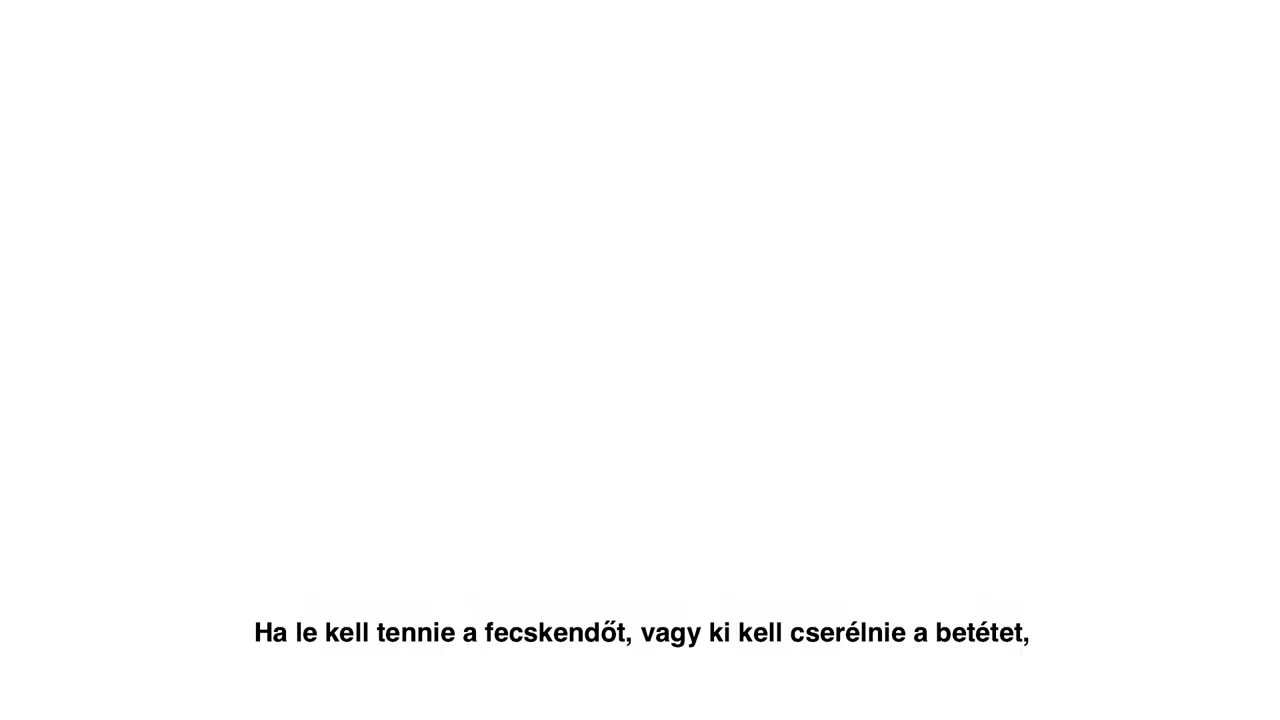 Ha le kell tennie a fecskendőt, vagy ki kell cserélnie a betétet,